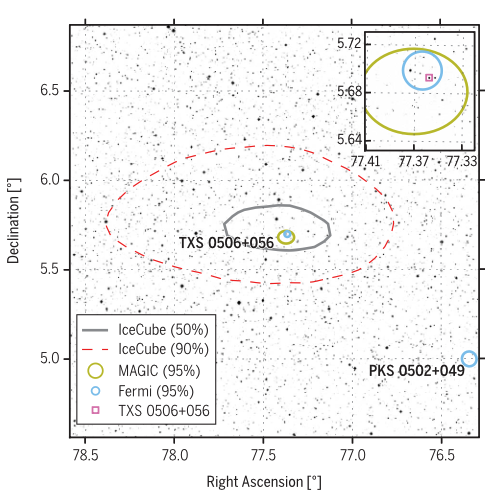 5.72
5.68
5.64
77.41 77.37 77.33
6.5
6.0
5.5
5.0
Declination [°]
TXS 0506+056
PKS 0502+049
IceCube (50%)
IceCube (90%)
MAGIC (95%)
Fermi (95%)
TXS 0506+056
78.5 78.0 77.5 77.0 76.5
Right Ascension [°]